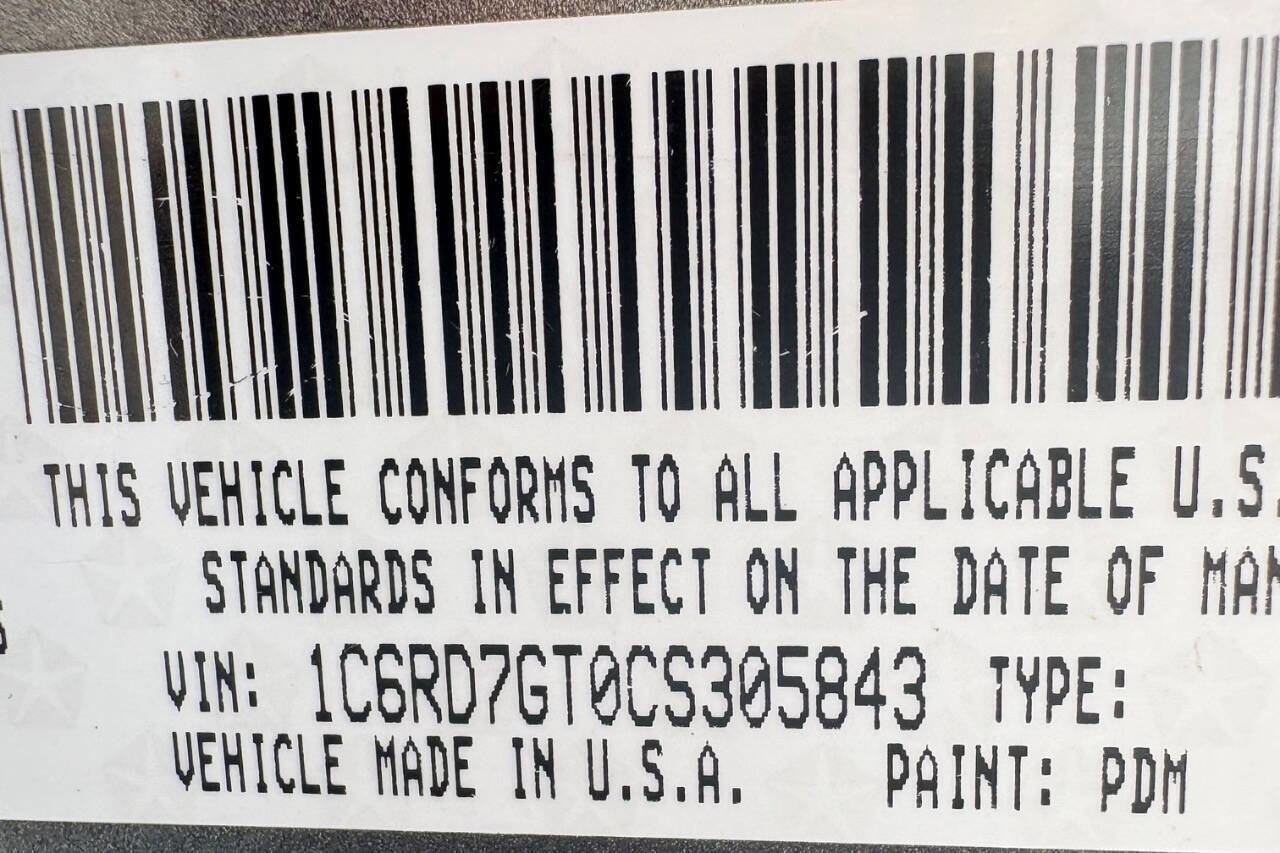 THIS VEHICLE CONFORMS TO ALL APPLICABLE U.S.
STANDARDS IN EFFECT ON THE DATE OF MAN
VIN: 1C6RD7GT0CS305843 TYPE:
VEHICLE MADE IN U.S.A. PAINT: PDM